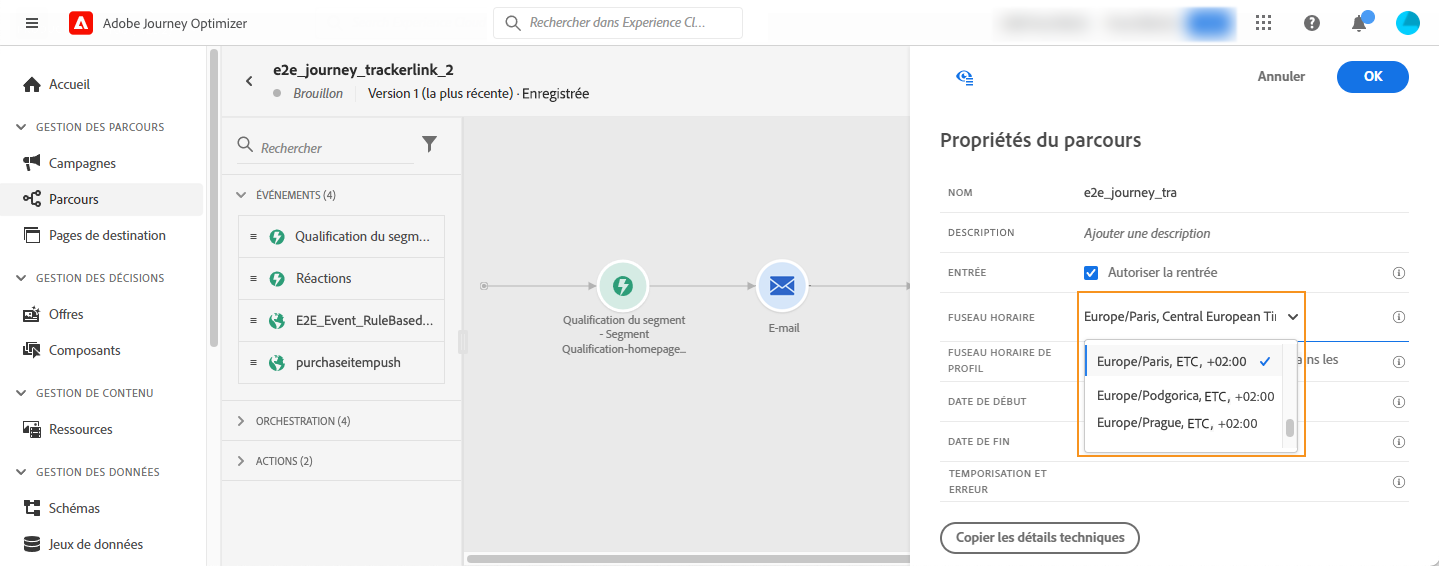 Adobe Journey Optimizer
Rechercher dans Experience Cl...
Accueil
GESTION DES PARCOURS
Campagnes
Parcours
Pages de destination
GESTION DES DÉCISIONS
Offres
Composants
GESTION DE CONTENU
Ressources
GESTION DES DONNÉES
Schémas
Jeux de données
e2e_journey_trackerlink_2
Brouillon
Version 1 (la plus récente) · Enregistrée
Rechercher
ÉVÉNEMENTS (4)
Qualification du segm...
Réactions
E2E_Event_RuleBased...
purchaseitempush
ORCHESTRATION (4)
ACTIONS (2)
Qualification du segment
- Segment
Qualification-homepage...
E-mail
Annuler
OK
Propriétés du parcours
NOM
e2e_journey_tra
DESCRIPTION
Ajouter une description
ENTRÉE
Autoriser la rentrée
FUSEAU HORAIRE
Europe/Paris, Central European Tir
FUSEAU HORAIRE DE
PROFIL
ns les
Europe/Paris, ETC, +02:00
Europe/Podgorica, ETC, +02:00
Europe/Prague, ETC, +02:00
DATE DE DÉBUT
DATE DE FIN
TEMPORISATION ET
ERREUR
Copier les détails techniques